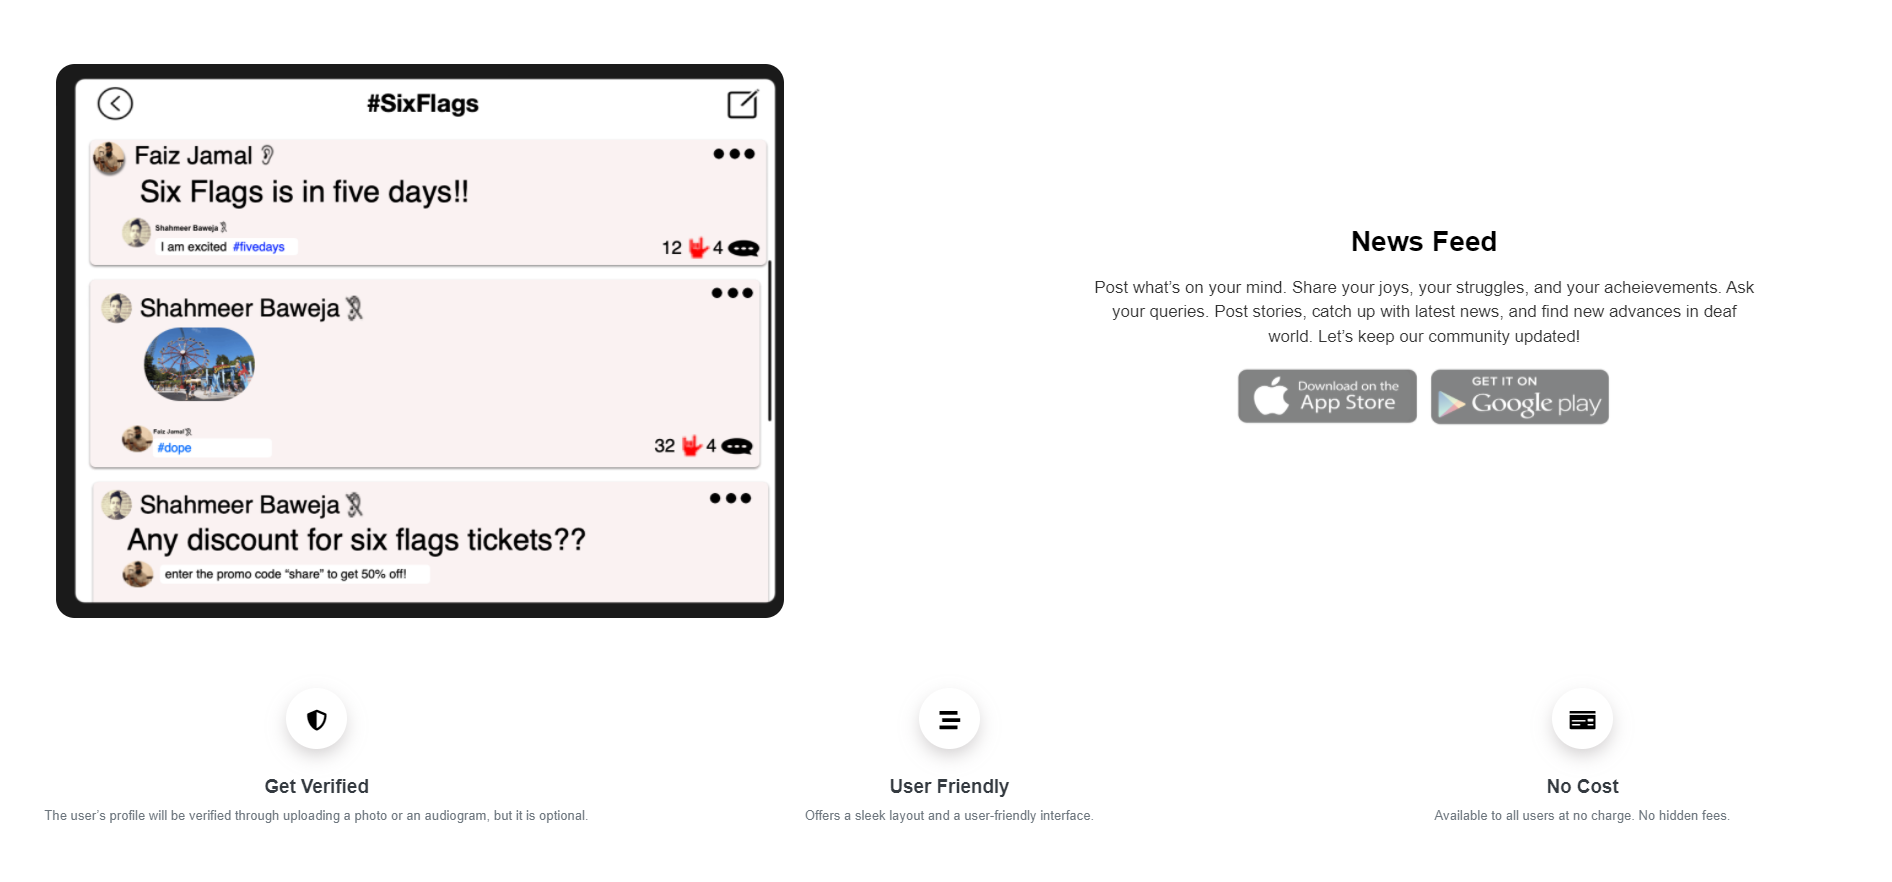 #SixFlags
Faiz Jamal
Six Flags is in five days!!
Shahmeer Baweja
I am excited #fivedays
12 4
Shahmeer Baweja
Faiz Jamal
#dope
32 4
Shahmeer Baweja
Any discount for six flags tickets??
enter the promo code “share” to get 50% off!
News Feed
Post what’s on your mind. Share your joys, your struggles, and your acheievements. Ask
your queries. Post stories, catch up with latest news, and find new advances in deaf
world. Let’s keep our community updated!
Download on the
App Store
GET IT ON
Google play
Get Verified
The user’s profile will be verified through uploading a photo or an audiogram, but it is optional.
User Friendly
Offers a sleek layout and a user-friendly interface.
No Cost
Available to all users at no charge. No hidden fees.